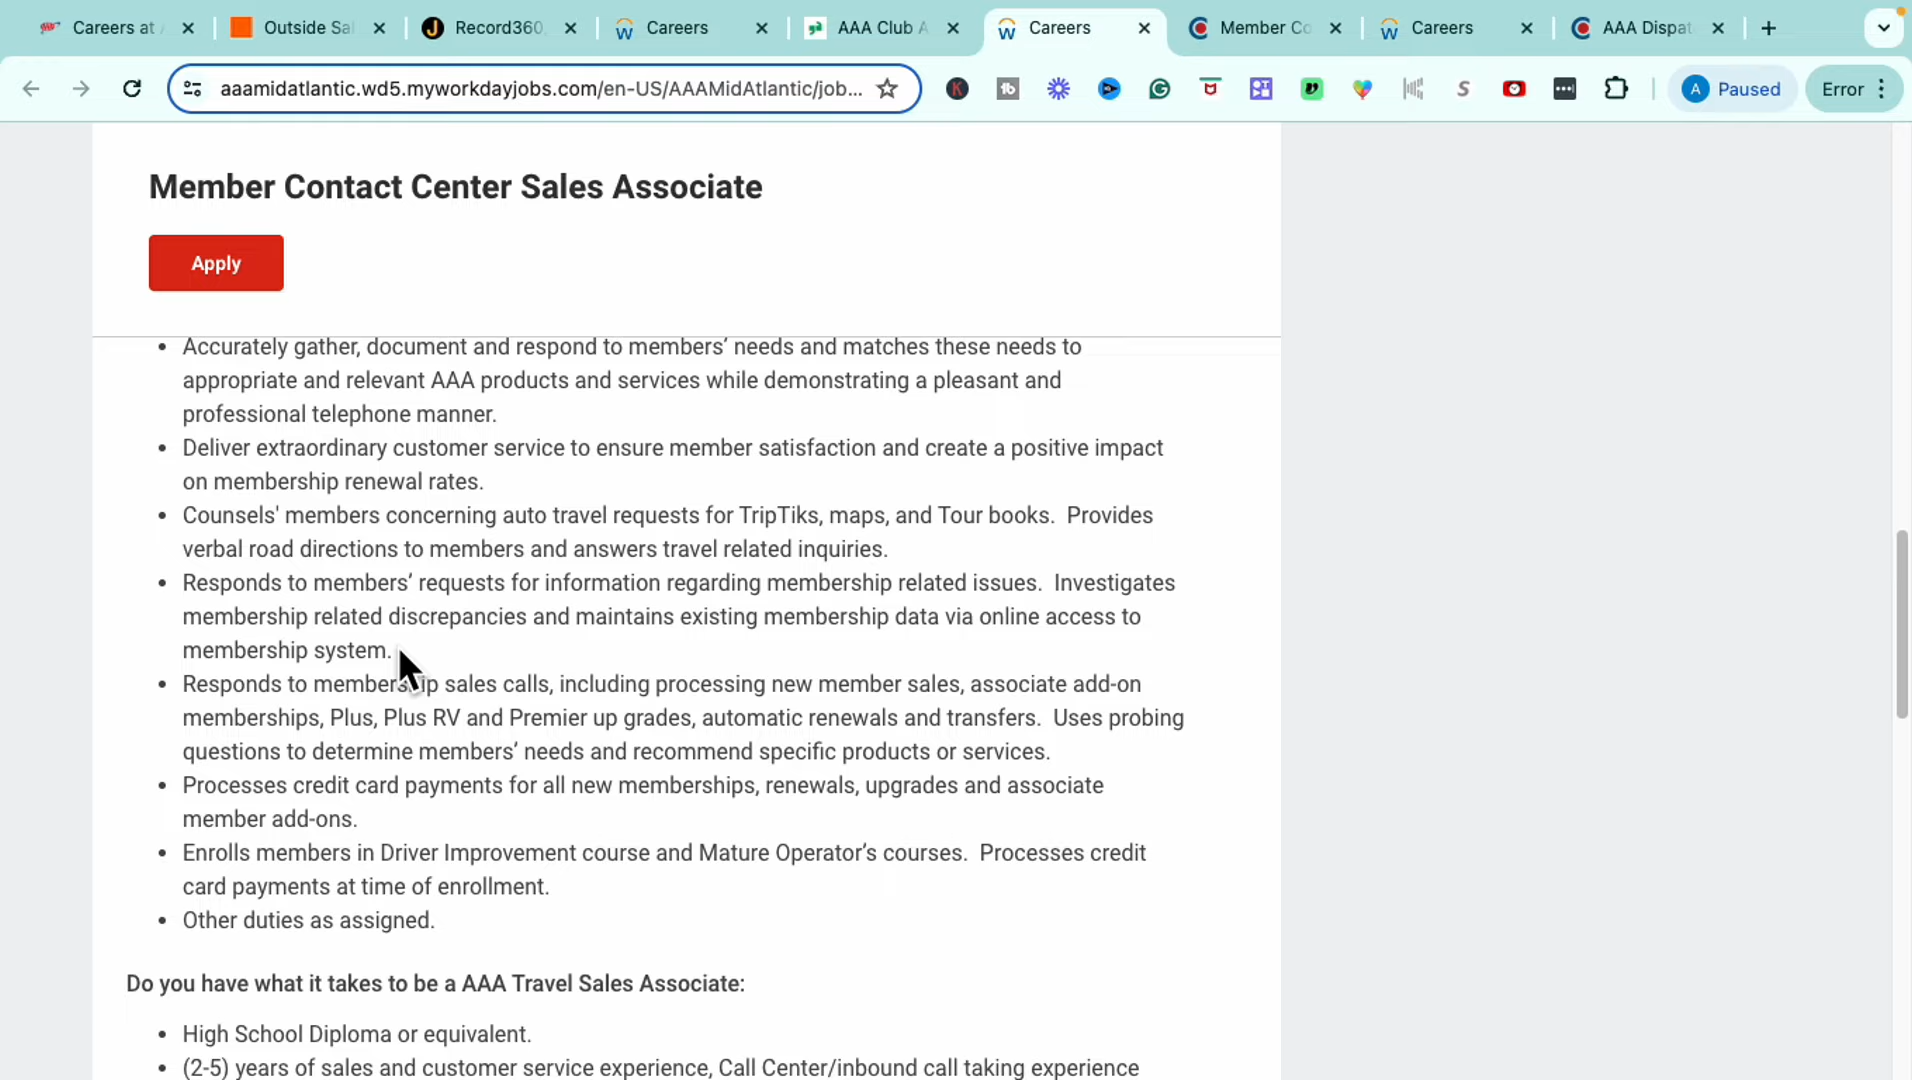 Careers at
Outside Sal
Record360,
Careers
AAA Club A
Careers
Member Co
Careers
AAA Dispat
aaamidatlantic.wd5.myworkdayjobs.com/en-US/AAAMidAtlantic/job...
A Paused
Error
Member Contact Center Sales Associate
Apply
• Accurately gather, document and respond to members’ needs and matches these needs to
appropriate and relevant AAA products and services while demonstrating a pleasant and
professional telephone manner.
• Deliver extraordinary customer service to ensure member satisfaction and create a positive impact
on membership renewal rates.
• Counsels' members concerning auto travel requests for TripTiks, maps, and Tour books.  Provides
verbal road directions to members and answers travel related inquiries.
• Responds to members’ requests for information regarding membership related issues.  Investigates
membership related discrepancies and maintains existing membership data via online access to
membership system.
• Responds to membership sales calls, including processing new member sales, associate add-on
memberships, Plus, Plus RV and Premier up grades, automatic renewals and transfers.  Uses probing
questions to determine members’ needs and recommend specific products or services.
• Processes credit card payments for all new memberships, renewals, upgrades and associate
member add-ons.
• Enrolls members in Driver Improvement course and Mature Operator’s courses.  Processes credit
card payments at time of enrollment.
• Other duties as assigned.
Do you have what it takes to be a AAA Travel Sales Associate:
• High School Diploma or equivalent.
• (2-5) years of sales and customer service experience, Call Center/inbound call taking experience